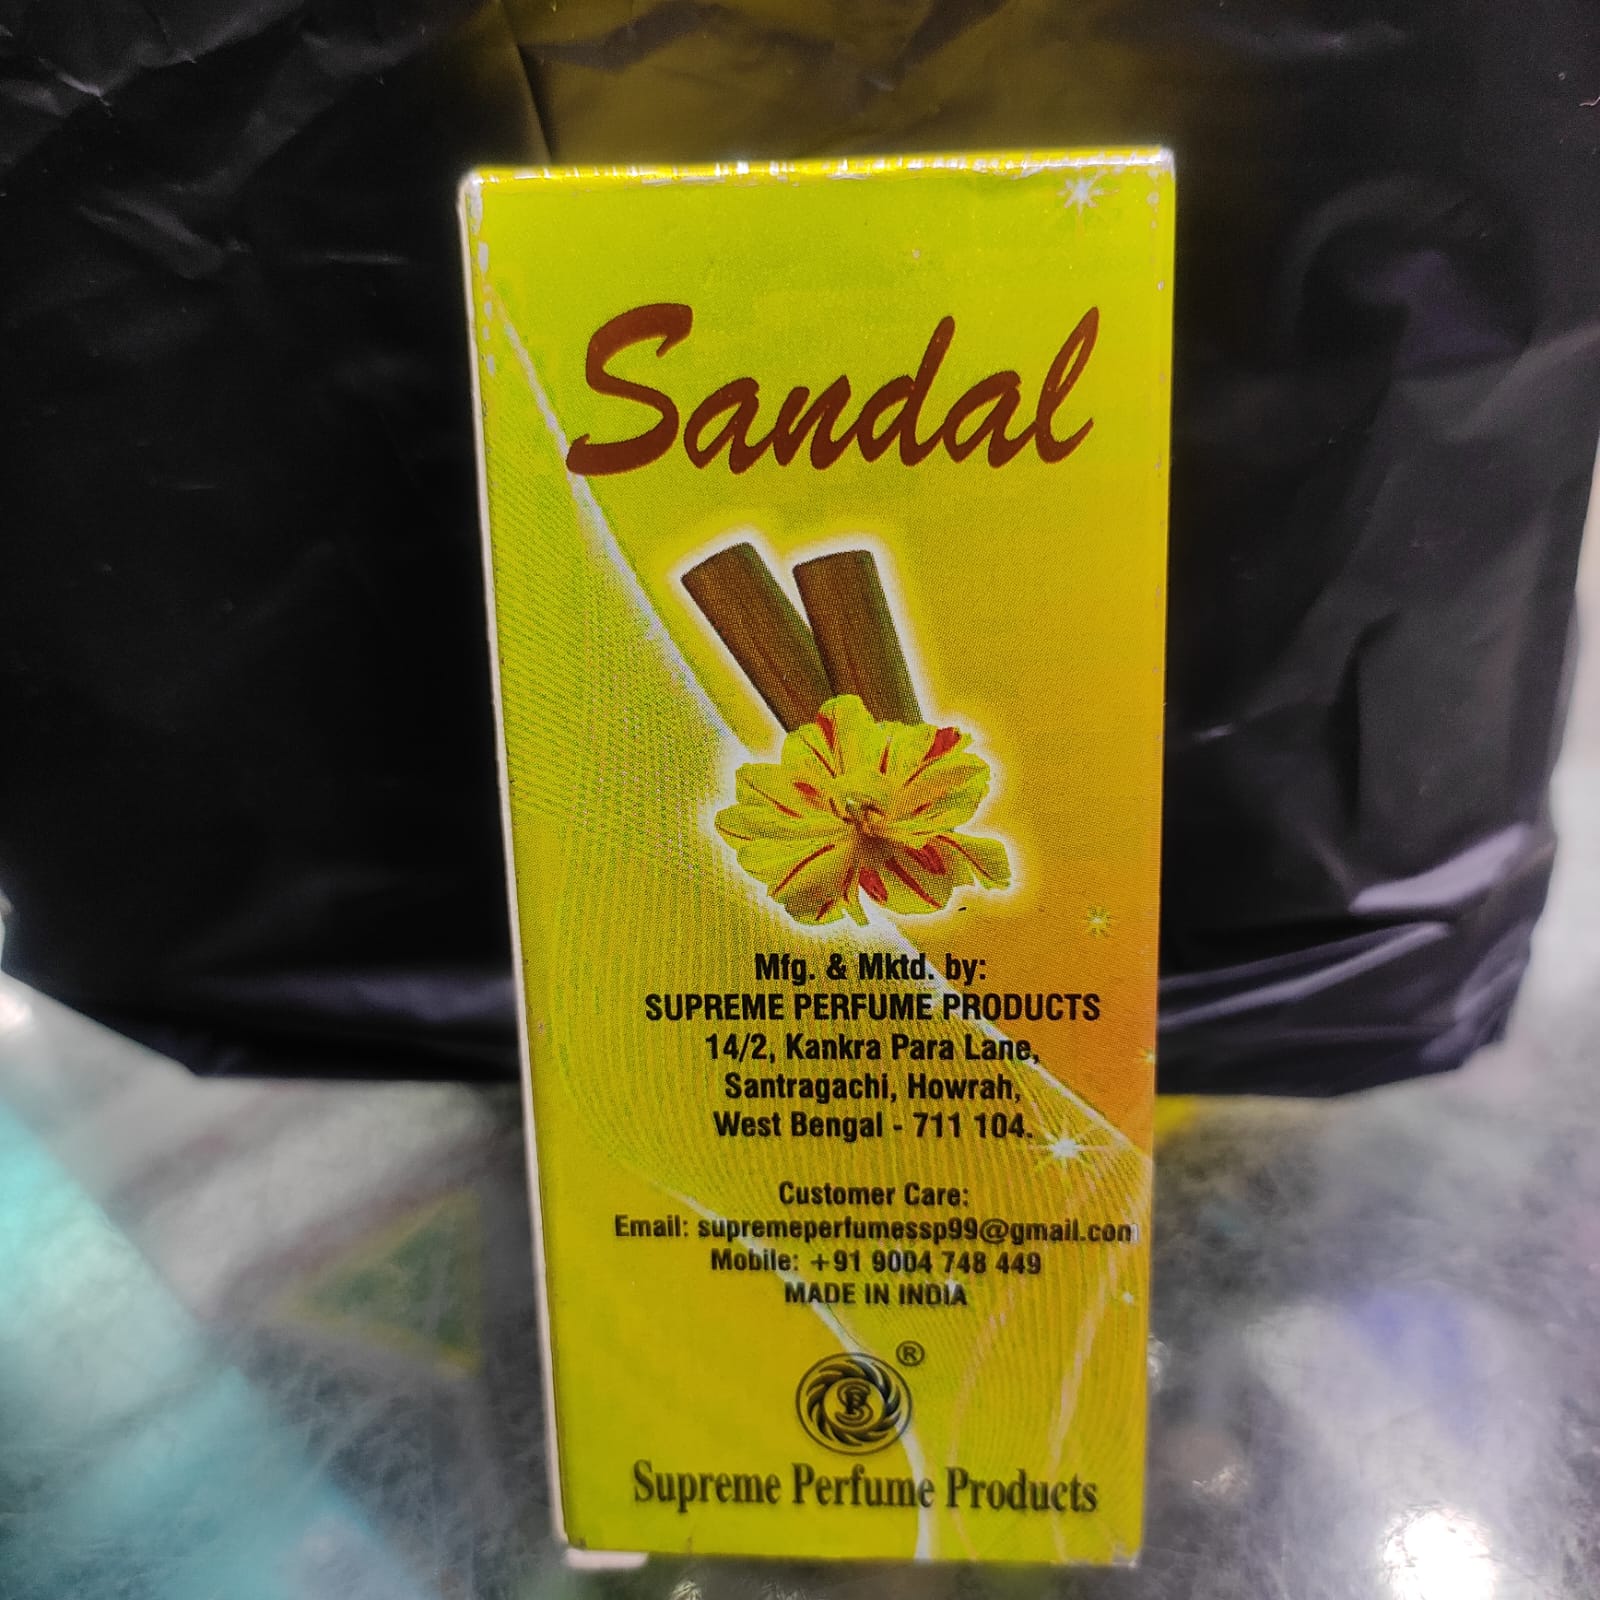 Sandal
Mfg. & Mktd. by:
SUPREME PERFUME PRODUCTS
14/2, Kankra Para Lane,
Santragachi, Howrah,
West Bengal - 711 104.
Customer Care:
Email: supremeperfumessp99@gmail.com
Mobile: +91 9004 748 449
MADE IN INDIA
®
Supreme Perfume Products